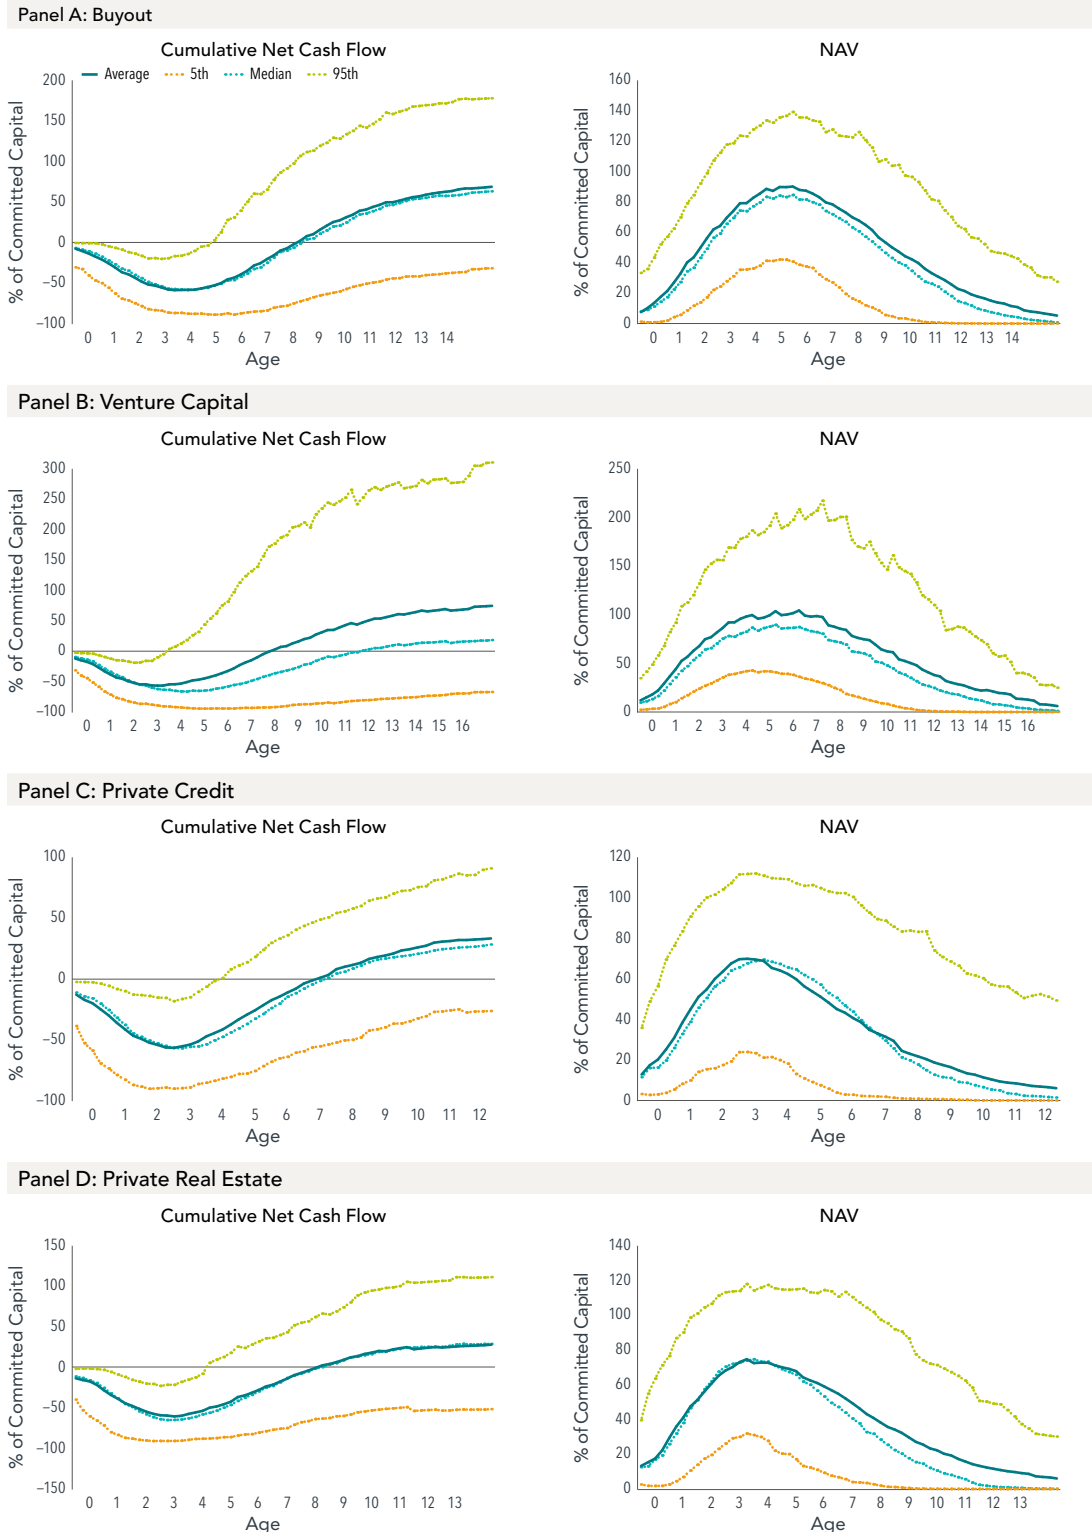 Panel A: Buyout
Cumulative Net Cash Flow
Average 5th Median 95th
% of Committed Capital
200
150
100
50
0
−50
−100
0 1 2 3 4 5 6 7 8 9 10 11 12 13 14
Age
NAV
% of Committed Capital
160
140
120
100
80
60
40
20
0
0 1 2 3 4 5 6 7 8 9 10 11 12 13 14
Age
Panel B: Venture Capital
Cumulative Net Cash Flow
% of Committed Capital
300
250
200
150
100
50
0
−50
−100
0 1 2 3 4 5 6 7 8 9 10 11 12 13 14 15 16
Age
NAV
% of Committed Capital
250
200
150
100
50
0
0 1 2 3 4 5 6 7 8 9 10 11 12 13 14 15 16
Age
Panel C: Private Credit
Cumulative Net Cash Flow
% of Committed Capital
100
50
0
−50
−100
0 1 2 3 4 5 6 7 8 9 10 11 12
Age
NAV
% of Committed Capital
120
100
80
60
40
20
0
0 1 2 3 4 5 6 7 8 9 10 11 12
Age
Panel D: Private Real Estate
Cumulative Net Cash Flow
% of Committed Capital
150
100
50
0
−50
−100
−150
0 1 2 3 4 5 6 7 8 9 10 11 12 13
Age
NAV
% of Committed Capital
140
120
100
80
60
40
20
0
0 1 2 3 4 5 6 7 8 9 10 11 12 13
Age